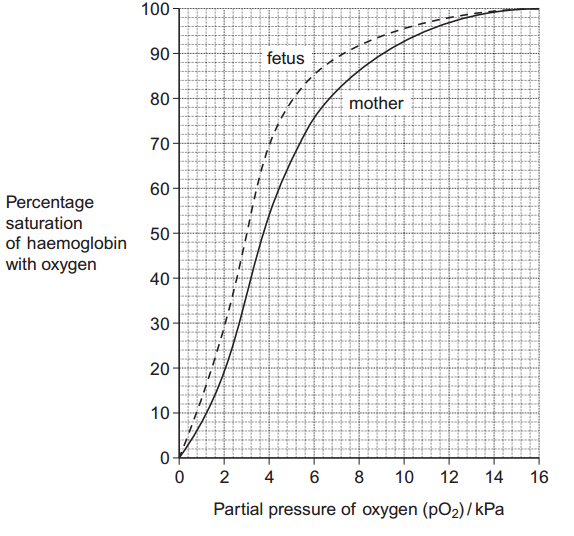 100
90
80
70
60
50
40
30
20
10
0
fetus
mother
Percentage
saturation
of haemoglobin
with oxygen
0 2 4 6 8 10 12 14 16
Partial pressure of oxygen (pO₂) / kPa